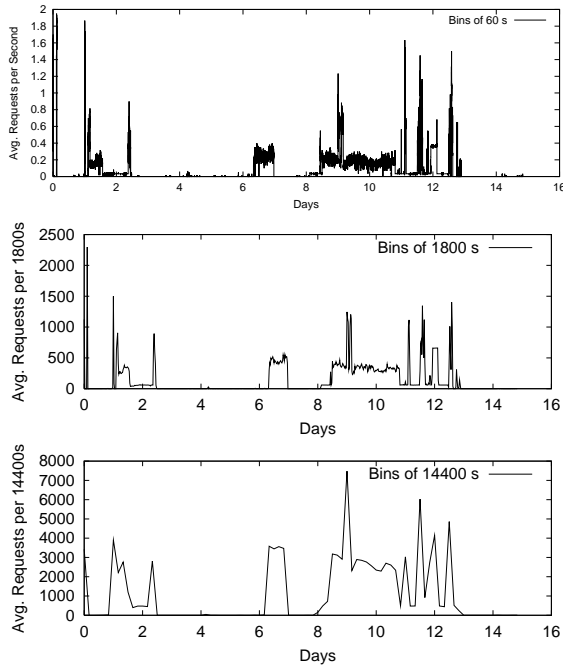 2
1.8
1.6
1.4
1.2
1
0.8
0.6
0.4
0.2
0
Avg. Requests per Second
Bins of 60 s
0 2 4 6 8 10 12 14 16
Days
2500
2000
1500
1000
500
0
Avg. Requests per 1800s
Bins of 1800 s
0 2 4 6 8 10 12 14 16
Days
8000
7000
6000
5000
4000
3000
2000
1000
0
Avg. Requests per 14400s
Bins of 14400 s
0 2 4 6 8 10 12 14 16
Days